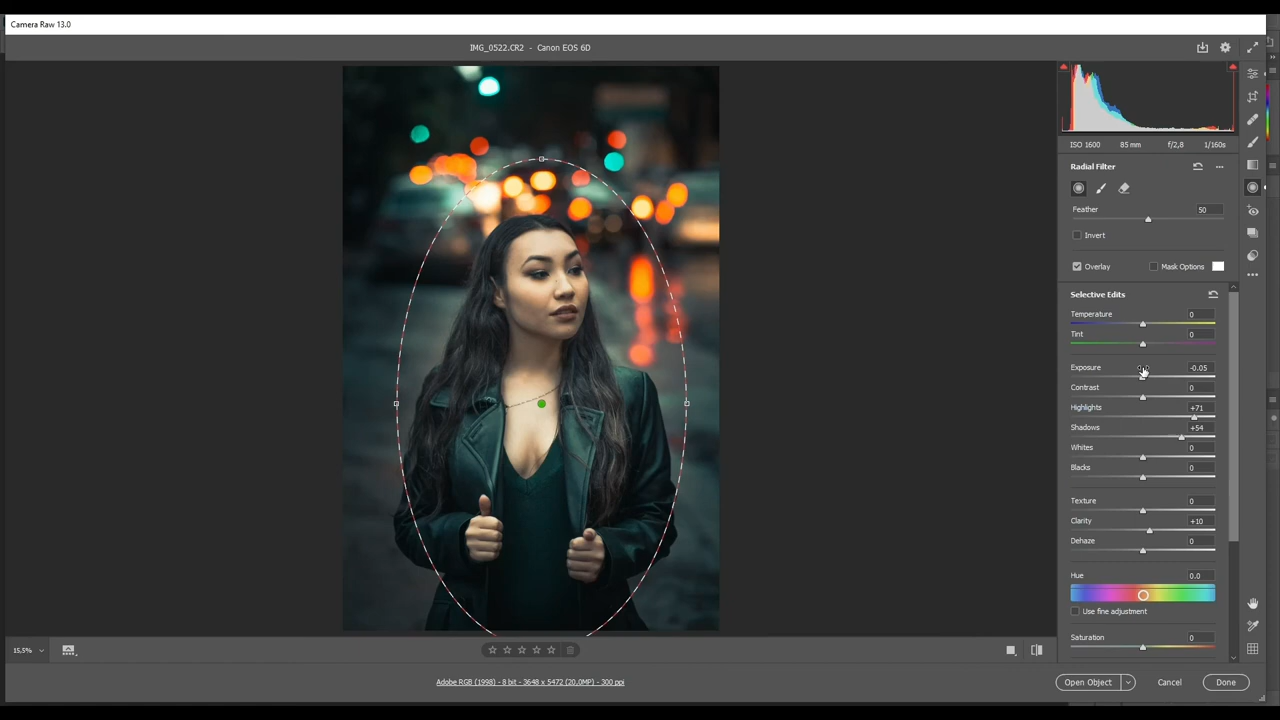 Camera Raw 13.0
IMG_0522.CR2 - Canon EOS 6D
ISO 1600 85 mm f/2,8 1/160s
Radial Filter
Feather 50
Invert
Overlay Mask Options
Selective Edits
Temperature 0
Tint 0
Exposure -0.05
Contrast 0
Highlights +71
Shadows +54
Whites 0
Blacks 0
Texture 0
Clarity +10
Dehaze 0
Hue 0.0
Use fine adjustment
Saturation 0
15,5%
Adobe RGB (1998) - 8 bit - 3648 x 5472 (20,0MP) - 300 ppi
Open Object Cancel Done